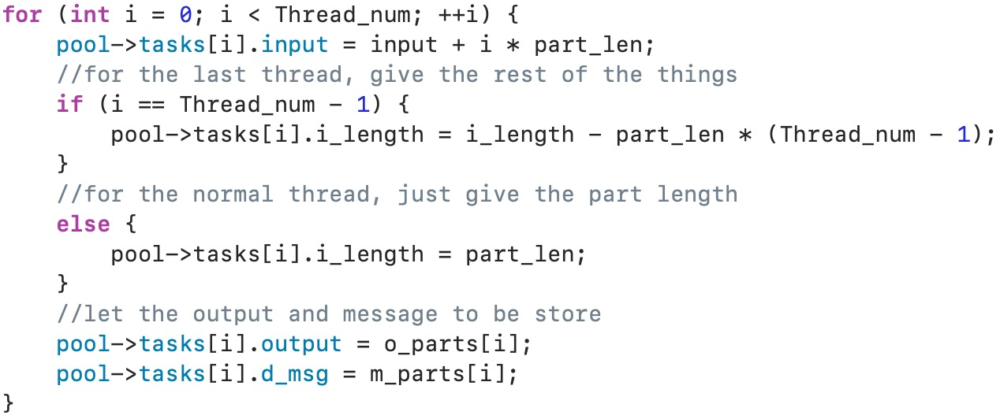 for (int i = 0; i < Thread_num; ++i) {
    pool->tasks[i].input = input + i * part_len;
    //for the last thread, give the rest of the things
    if (i == Thread_num - 1) {
        pool->tasks[i].i_length = i_length - part_len * (Thread_num - 1);
    }
    //for the normal thread, just give the part length
    else {
        pool->tasks[i].i_length = part_len;
    }
    //let the output and message to be store
    pool->tasks[i].output = o_parts[i];
    pool->tasks[i].d_msg = m_parts[i];
}